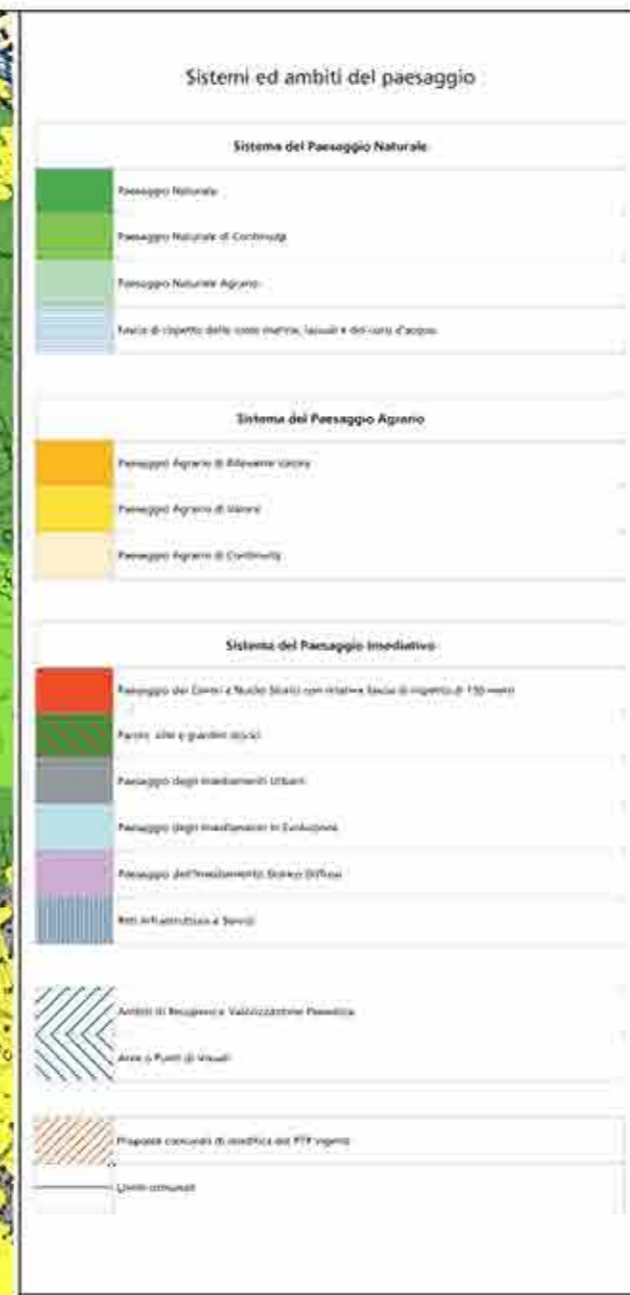 Sistemi ed ambiti del paesaggio
Sistema del Paesaggio Naturale
Paesaggio Naturale
Paesaggio Naturale di Continuità
Paesaggio Naturale Agrario
Fascia di rispetto delle coste marine, lacuali e dei corsi d'acqua
Sistema del Paesaggio Agrario
Paesaggio Agrario di Rilevante Valore
Paesaggio Agrario di Valore
Paesaggio Agrario di Continuità
Sistema del Paesaggio Insediativo
Paesaggio dei Centri e Nuclei Storici con relativa fascia di rispetto di 150 metri
Parchi, ville e giardini storici
Paesaggio degli Insediamenti Urbani
Paesaggio degli Insediamenti in Evoluzione
Paesaggio dell'Insediamento Storico Diffuso
Reti, Infrastrutture e Servizi
Ambiti di Recupero e Valorizzazione Paesistica
Aree o Punti di Visuali
Proposte comunali di modifica dei PTP vigenti
Limiti comunali